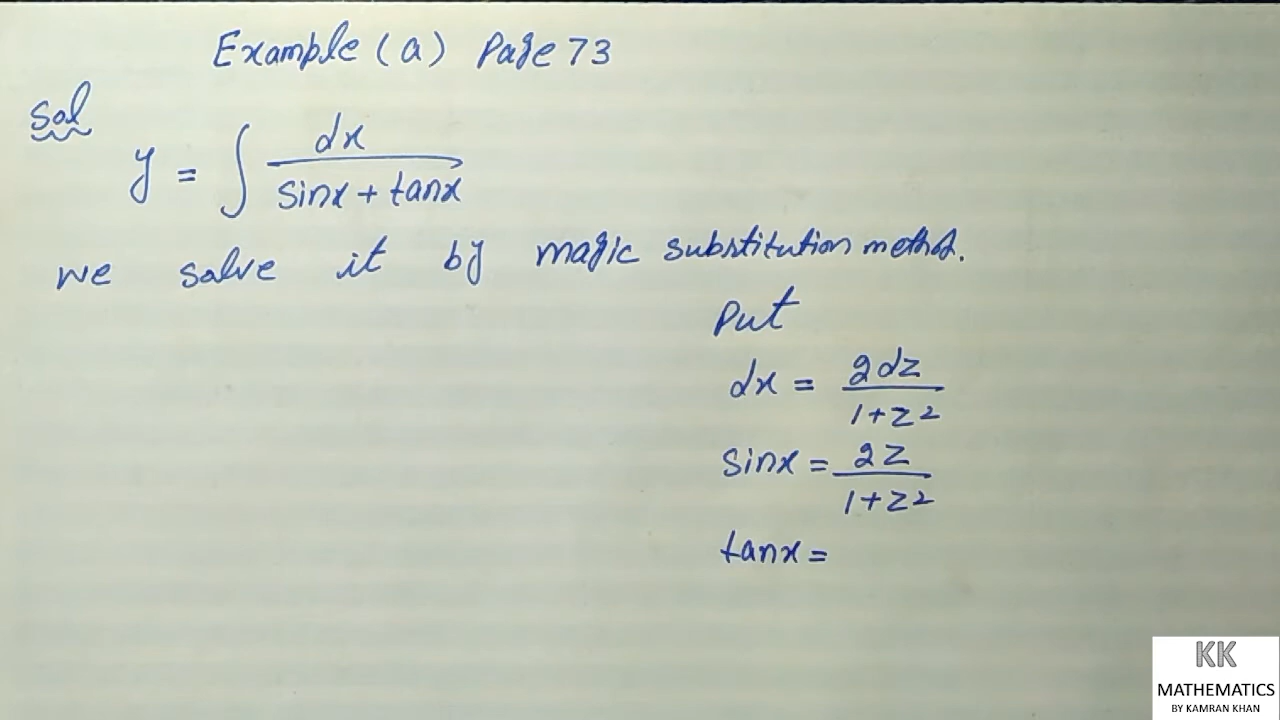 Example (a) Page 73
Sol
y = ∫ dx / (sinx + tanx)
we solve it by magic substitution method.
Put
dx = 2dz / (1+z²)
sinx = 2z / (1+z²)
tanx =
KK
MATHEMATICS
BY KAMRAN KHAN